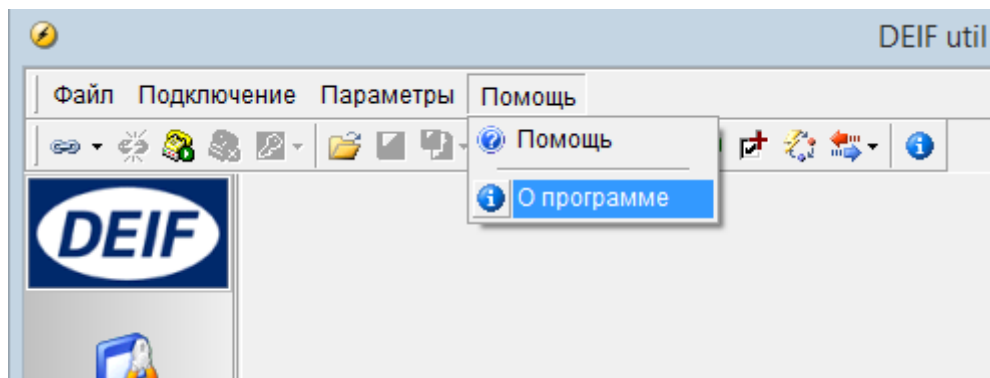 DEIF util
Файл Подключение Параметры Помощь
Помощь
О программе
DEIF